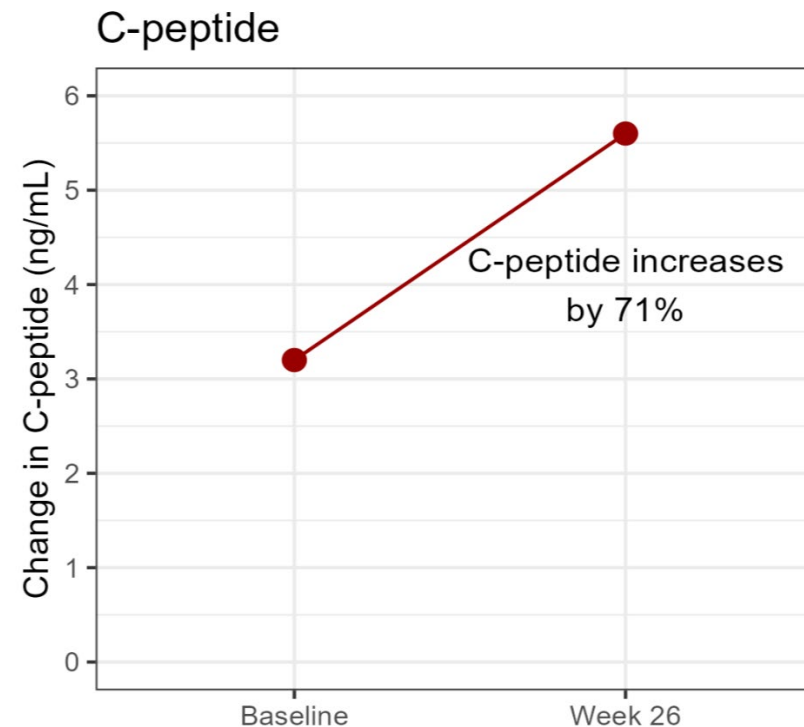 C-peptide
Change in C-peptide (ng/mL)
6
5
4
3
2
1
0
C-peptide increases
by 71%
Baseline
Week 26